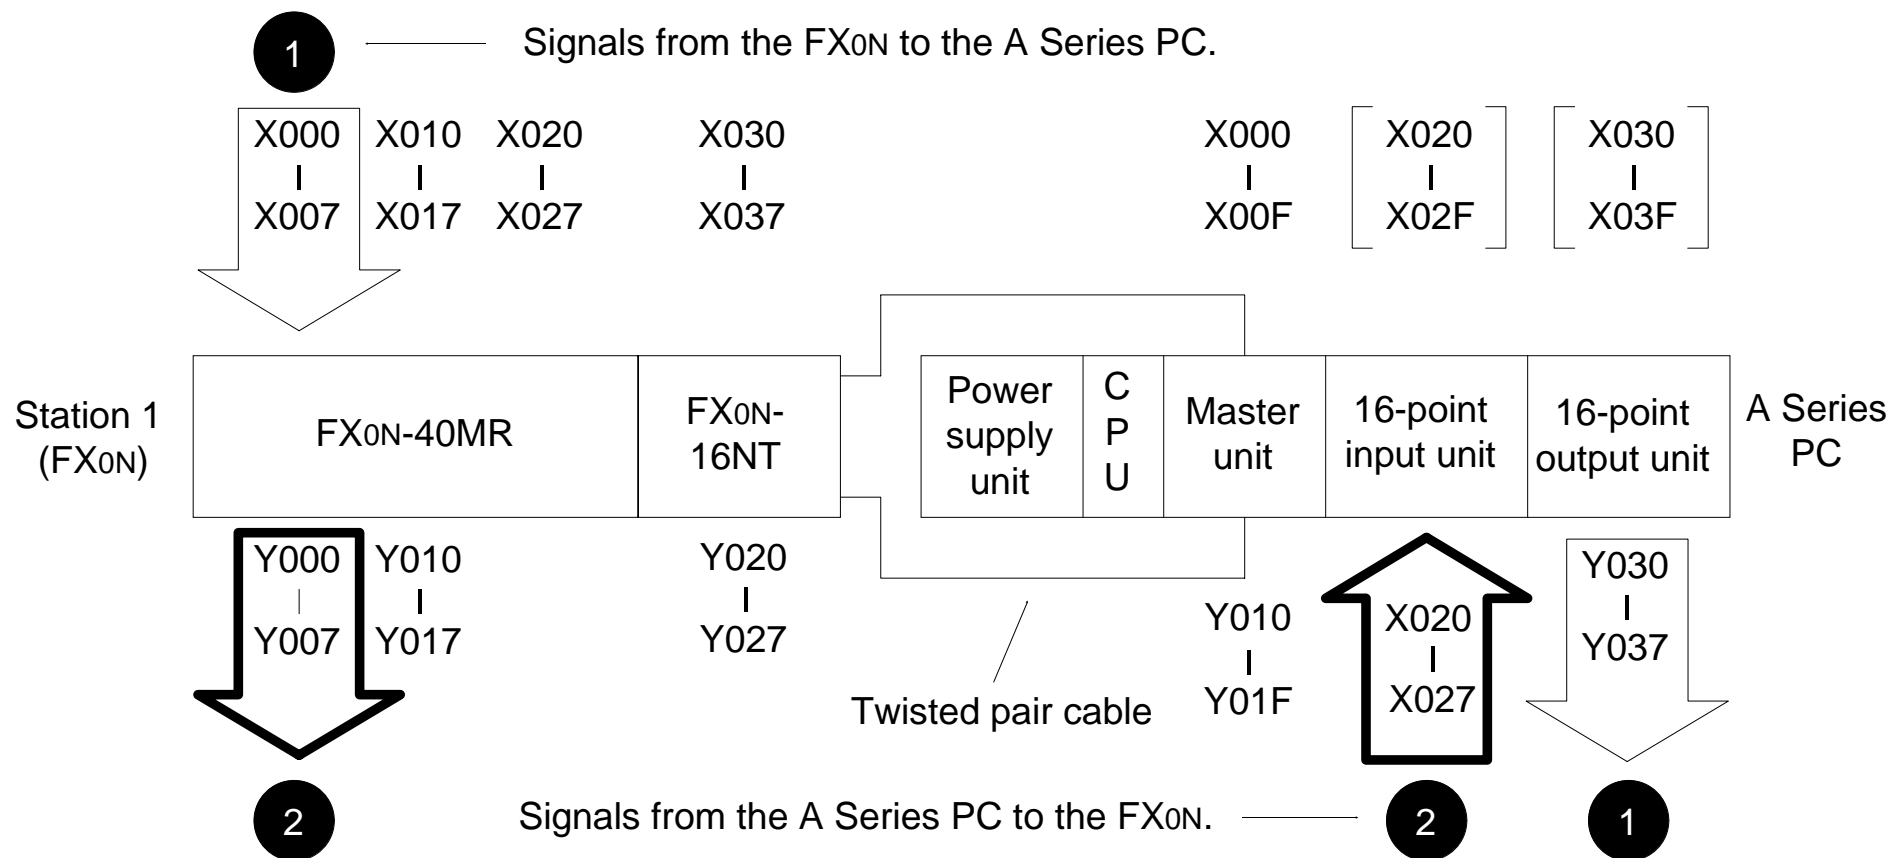 1 Signals from the FX0N to the A Series PC.
X000 X010 X020 X030 X000 X020 X030
X007 X017 X027 X037 X00F X02F X03F
Station 1
(FX0N)
FX0N-40MR
FX0N-
16NT
Power
supply
unit
C
P
U
Master
unit
16-point
input unit
16-point
output unit
A Series
PC
Y000 Y010 Y020
Y007 Y017 Y027
Y010
Y01F
X020
X027
Y030
Y037
Twisted pair cable
2 Signals from the A Series PC to the FX0N. 2 1